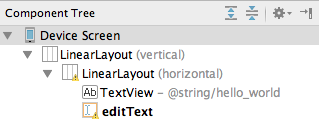 Component Tree
Device Screen
LinearLayout (vertical)
LinearLayout (horizontal)
Ab TextView – @string/hello_world
editText